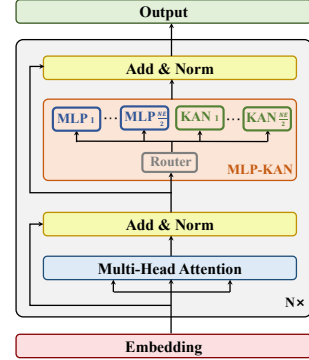 Output
Add & Norm
MLP 1 ... MLP NE/2 KAN 1 ... KAN NE/2
Router
MLP-KAN
Add & Norm
Multi-Head Attention
N×
Embedding